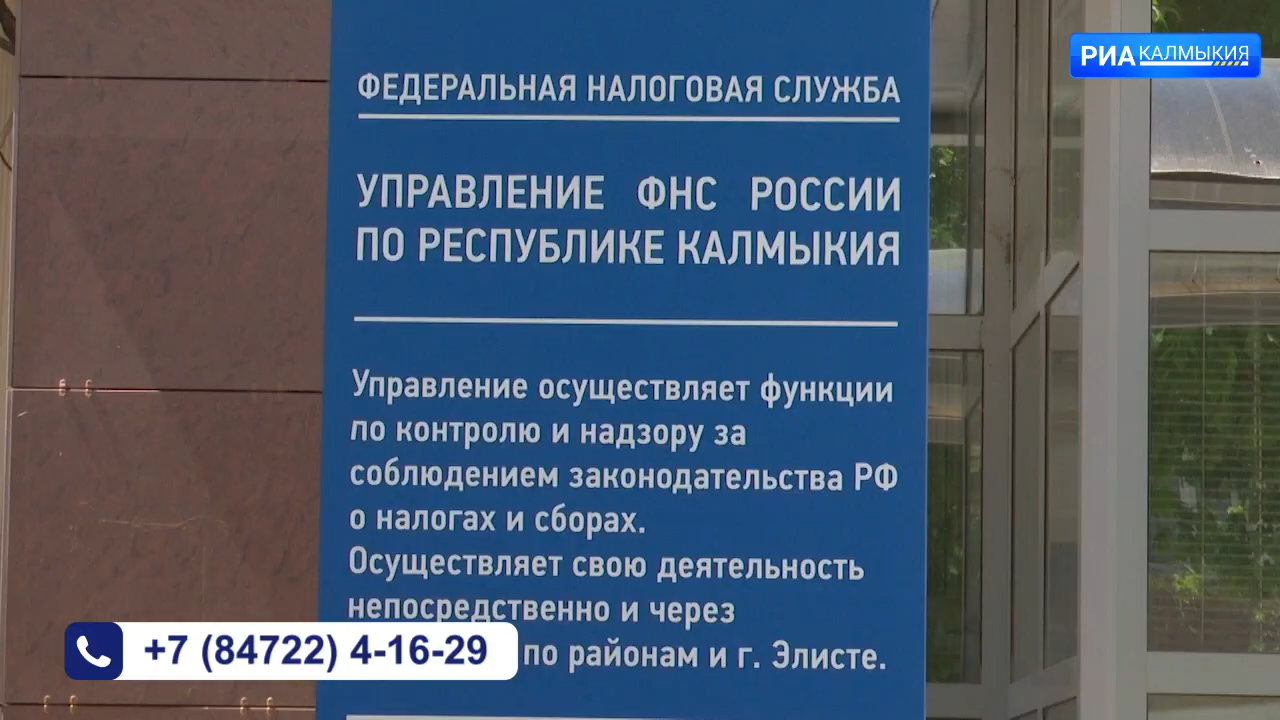 РИА КАЛМЫКИЯ
ФЕДЕРАЛЬНАЯ НАЛОГОВАЯ СЛУЖБА
УПРАВЛЕНИЕ ФНС РОССИИ
ПО РЕСПУБЛИКЕ КАЛМЫКИЯ
Управление осуществляет функции
по контролю и надзору за
соблюдением законодательства РФ
о налогах и сборах.
Осуществляет свою деятельность
непосредственно и через
по районам и г. Элисте.
+7 (84722) 4-16-29